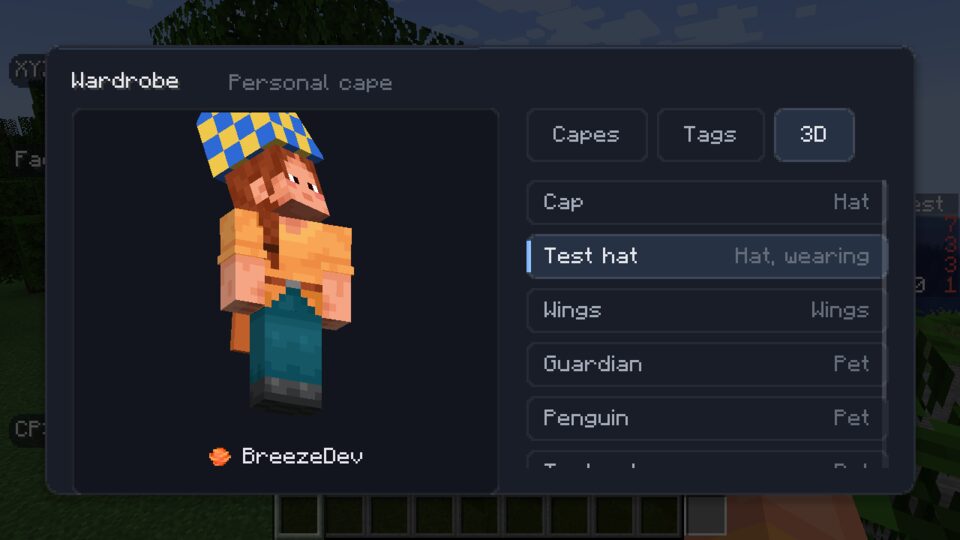 XY
Wardrobe
Personal cape
Capes
Tags
3D
Cap
Hat
Test hat
Hat, wearing
Wings
Wings
Guardian
Pet
Penguin
Pet
BreezeDev